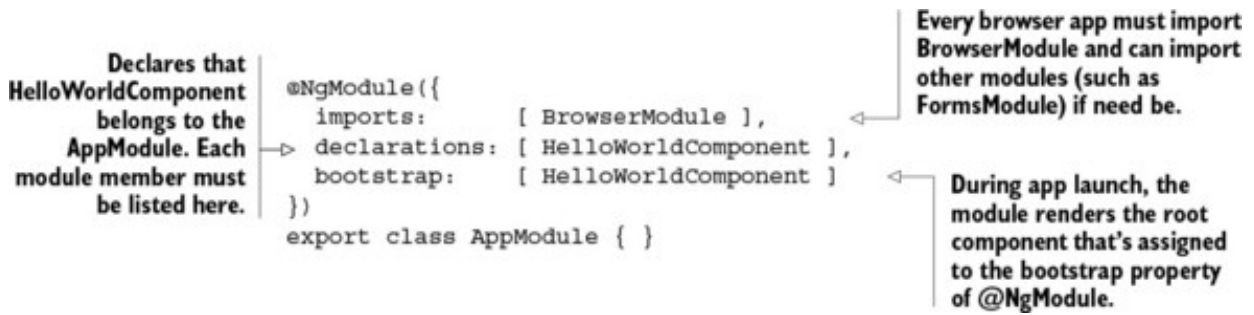 Declares that
HelloWorldComponent
belongs to the
AppModule. Each
module member must
be listed here.
@NgModule({
imports: [ BrowserModule ],
declarations: [ HelloWorldComponent ],
bootstrap: [ HelloWorldComponent ]
})
export class AppModule { }
Every browser app must import
BrowserModule and can import
other modules (such as
FormsModule) if need be.
During app launch, the
module renders the root
component that's assigned
to the bootstrap property
of @NgModule.